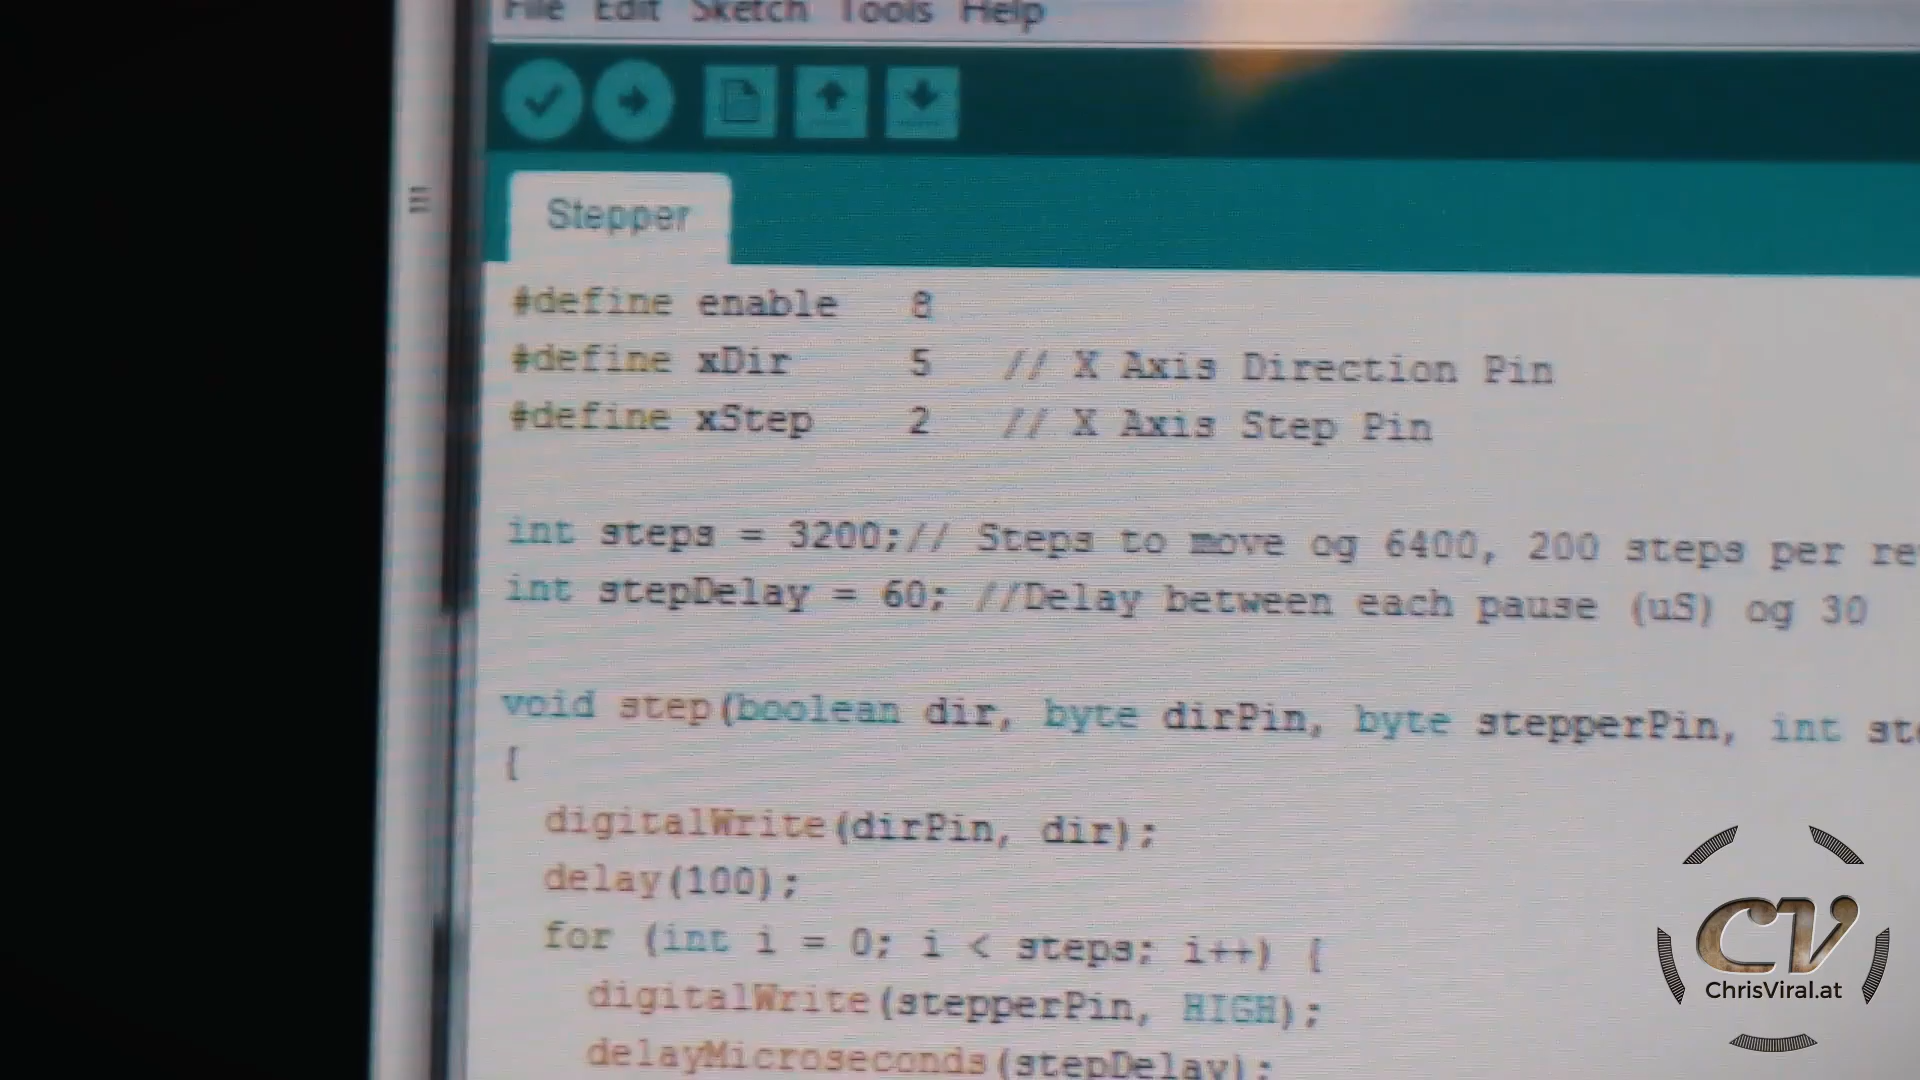 File Edit Sketch Tools Help
Stepper
#define enable 8
#define xDir 5 // X Axis Direction Pin
#define xStep 2 // X Axis Step Pin
int steps = 3200;// Steps to move og 6400, 200 steps per re
int stepDelay = 60; //Delay between each pause (uS) og 30
void step(boolean dir, byte dirPin, byte stepperPin, int st
{
digitalWrite(dirPin, dir);
delay(100);
for (int i = 0; i < steps; i++) {
digitalWrite(stepperPin, HIGH);
delayMicroseconds(stepDelay);
CV
ChrisViral.at